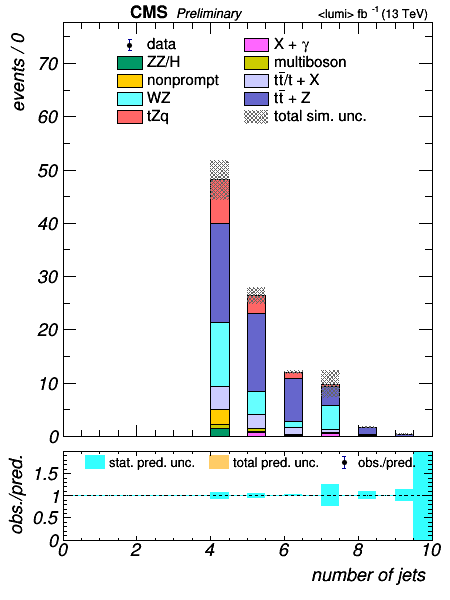 CMS Preliminary <lumi> fb⁻¹ (13 TeV)
events / 0
data
ZZ/H
nonprompt
WZ
tZq
X + γ
multiboson
tt̅/t + X
tt̅ + Z
total sim. unc.
70
60
50
40
30
20
10
0
obs./pred.
stat. pred. unc. total pred. unc. obs./pred.
1.5
1
0.5
0
0 2 4 6 8 10
number of jets